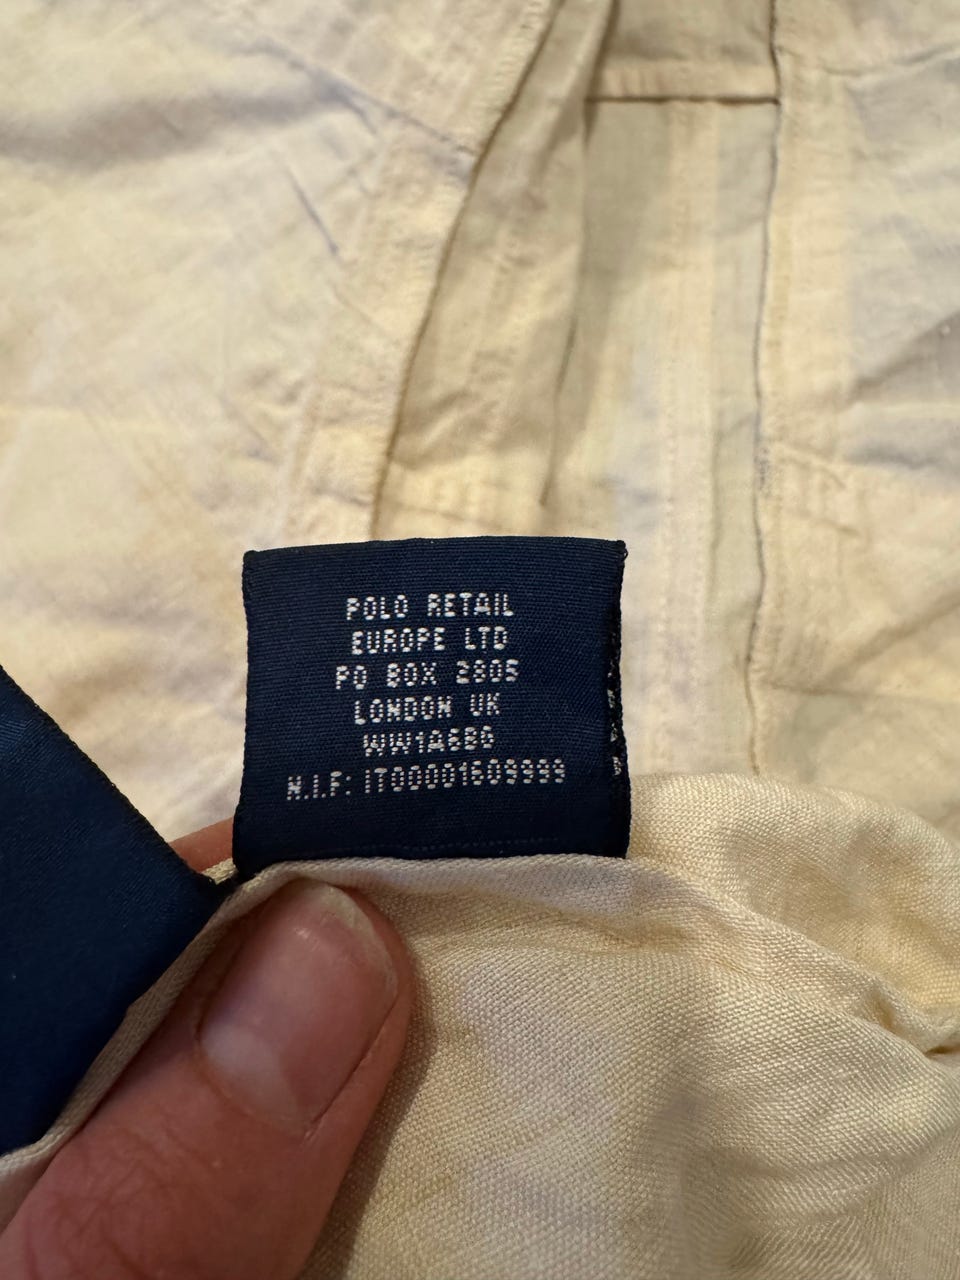 POLO RETAIL
EUROPE LTD
PO BOX 2805
LONDON UK
WW1A6BG
N.I.F: IT00001609999